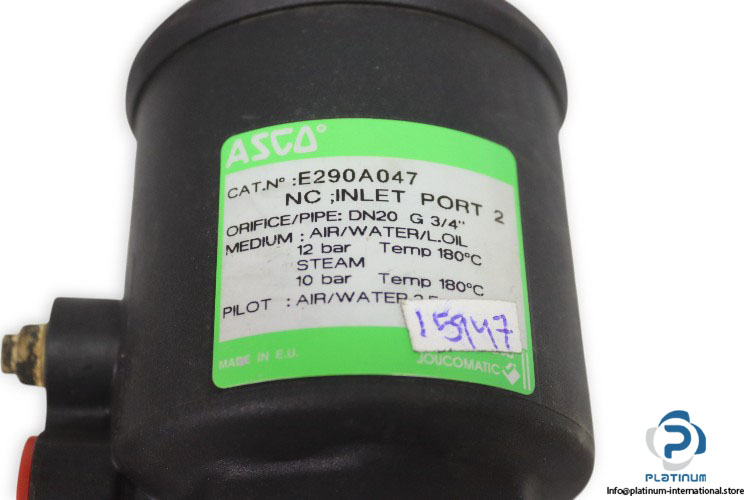 ASCO°
CAT.Nº :E290A047
NC ;INLET PORT 2
ORIFICE/PIPE: DN20 G 3/4"
MEDIUM : AIR/WATER/L.OIL
12 bar Temp 180°C
STEAM
10 bar Temp 180°C
PILOT : AIR/WATER
15947
MADE IN E.U.
JOUCOMATIC
PLATINUM
Info@platinum-international.store